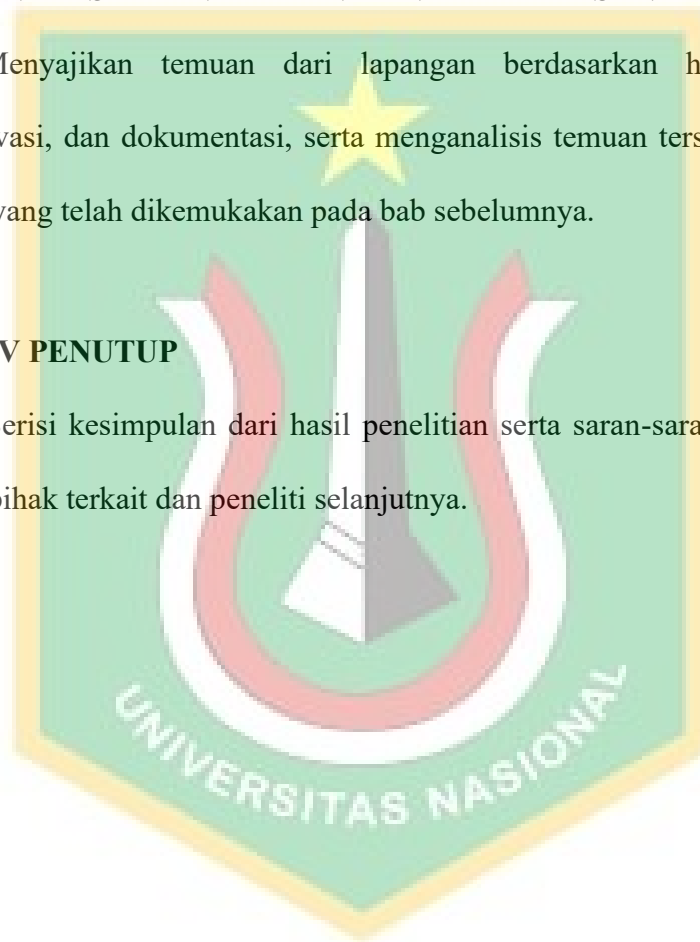 Menyajikan temuan dari lapangan berdasarkan h
vasi, dan dokumentasi, serta menganalisis temuan ters
yang telah dikemukakan pada bab sebelumnya.
V PENUTUP
erisi kesimpulan dari hasil penelitian serta saran-sara
pihak terkait dan peneliti selanjutnya.
UNIVERSITAS NASIONAL